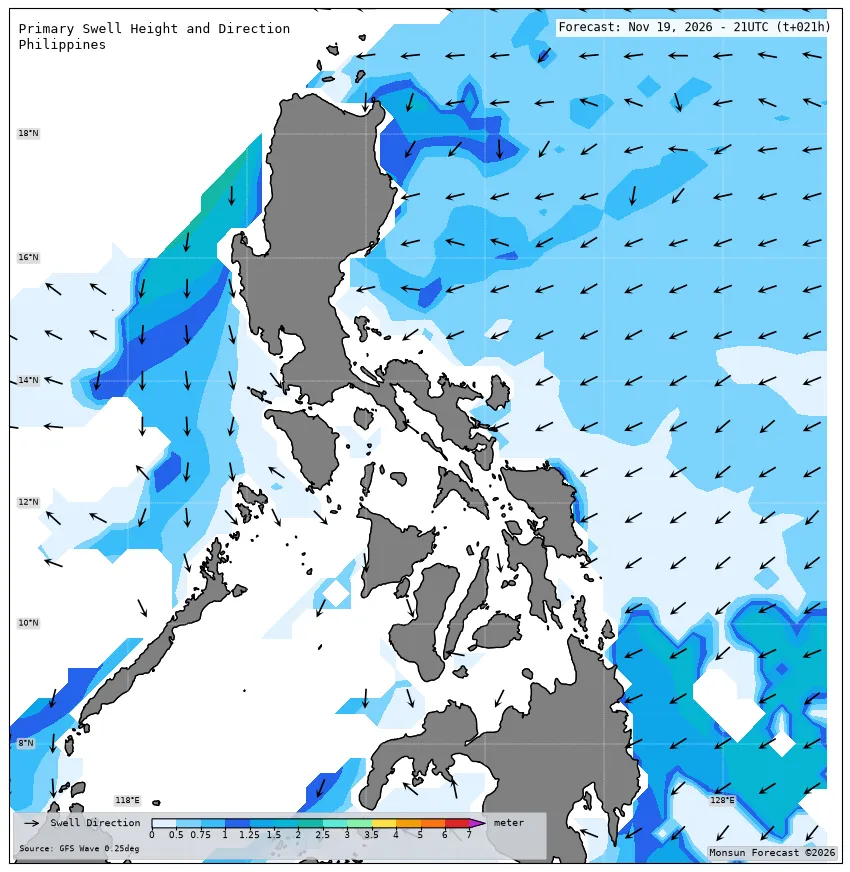 Primary Swell Height and Direction
Philippines
Forecast: Nov 19, 2026 - 21UTC (t+021h)
18°N
16°N
14°N
12°N
10°N
8°N
118°E
128°E
Swell Direction
meter
0 0.5 0.75 1 1.25 1.5 2 2.5 3 3.5 4 5 6 7
Source: GFS Wave 0.25deg
Monsun Forecast ©2026